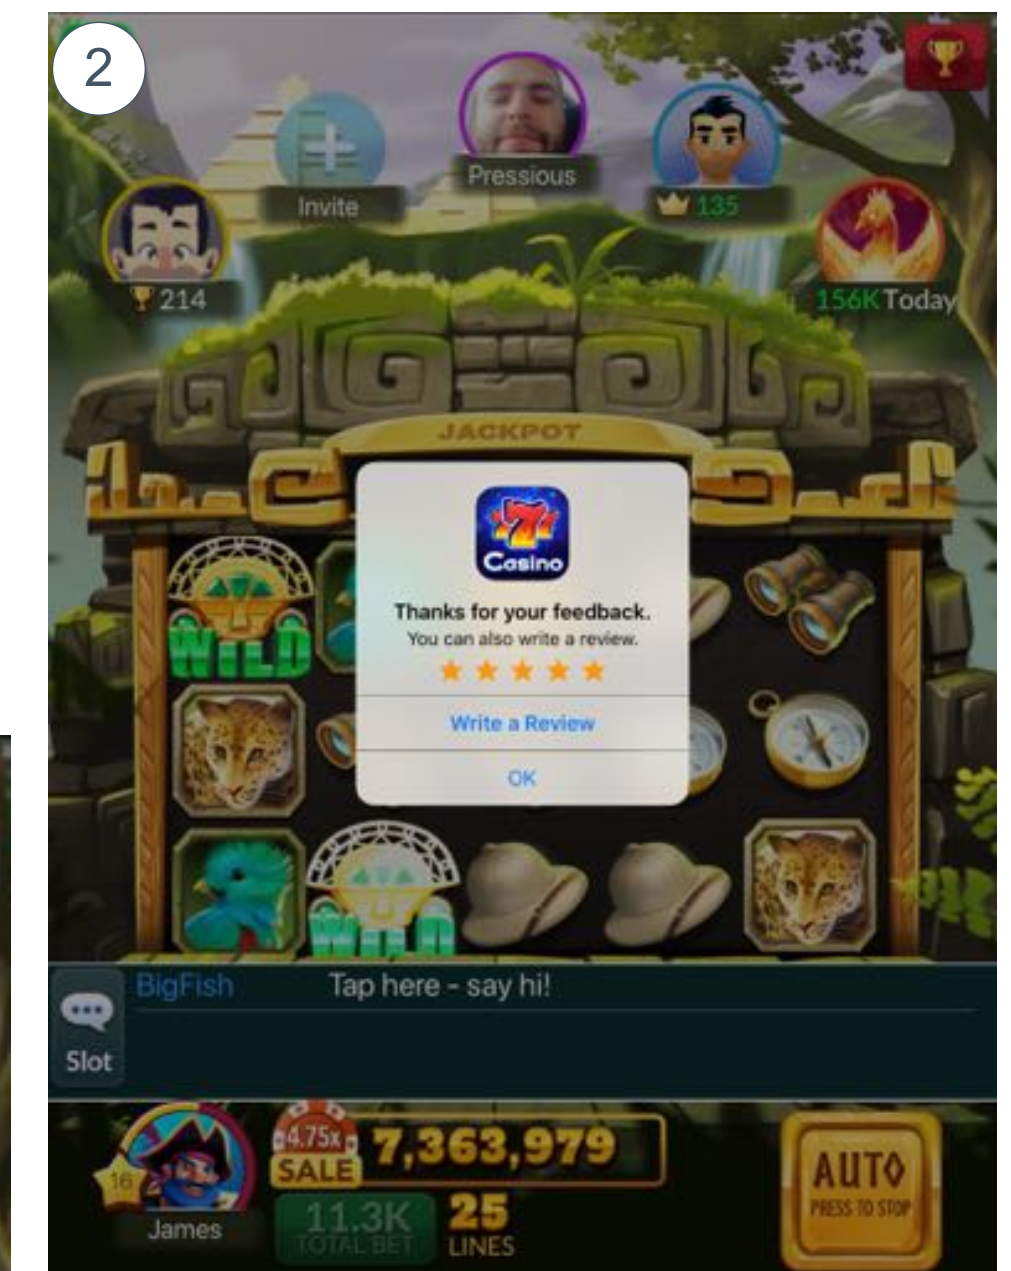 2
Pressious
Invite
135
214
156K Today
JACKPOT
777
Casino
Thanks for your feedback.
You can also write a review.
WILD
Write a Review
OK
WILD
BigFish Tap here - say hi!
Slot
4.75x
SALE
7,363,979
AUTO
PRESS TO STOP
16
James
11.3K
TOTAL BET
25
LINES